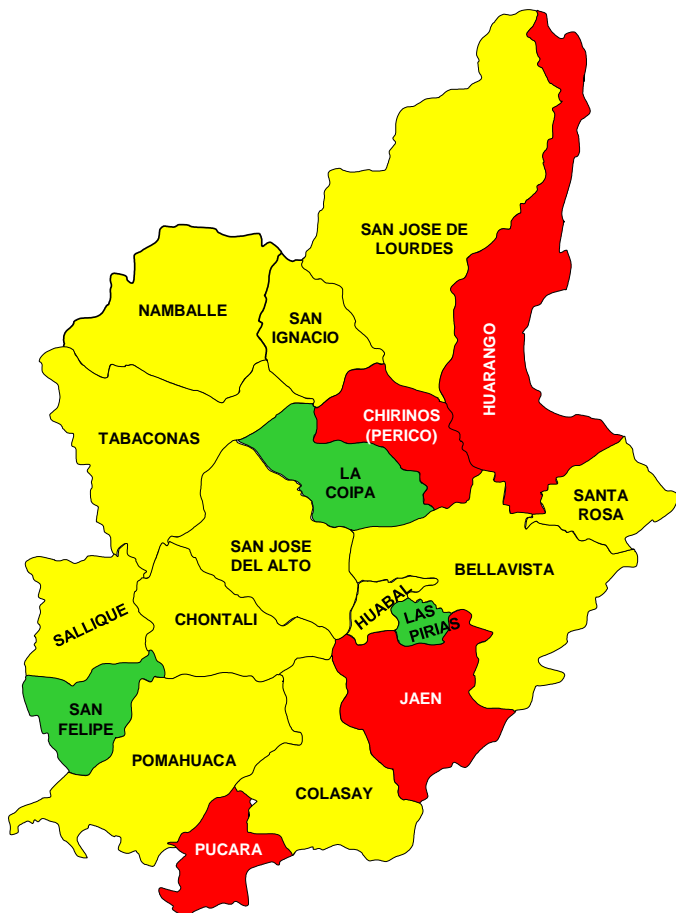 SAN JOSE DE
LOURDES
NAMBALLE
SAN
IGNACIO
HUARANGO
CHIRINOS
(PERICO)
TABACONAS
LA
COIPA
SANTA
ROSA
SAN JOSE
DEL ALTO
BELLAVISTA
SALLIQUE
CHONTALI
HUABAL
LAS
PIRIAS
JAEN
SAN
FELIPE
POMAHUACA
COLASAY
PUCARA